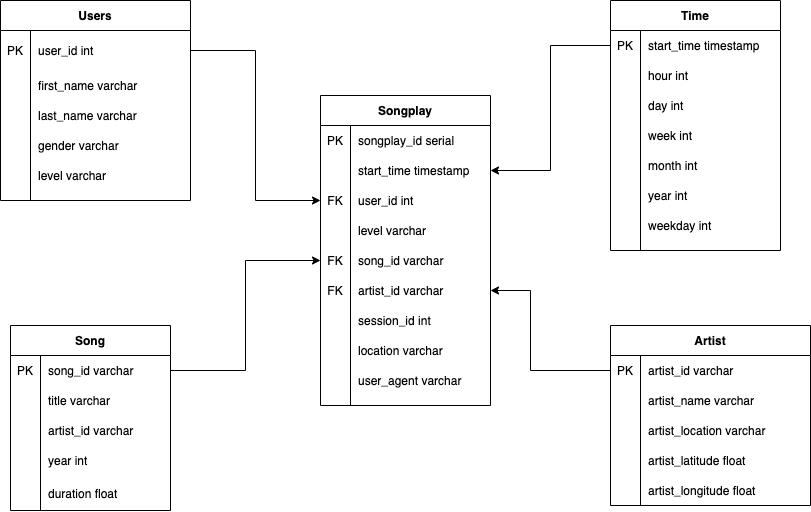 Users
PK user_id int
first_name varchar
last_name varchar
gender varchar
level varchar
Time
PK start_time timestamp
hour int
day int
week int
month int
year int
weekday int
Songplay
PK songplay_id serial
start_time timestamp
FK user_id int
level varchar
FK song_id varchar
FK artist_id varchar
session_id int
location varchar
user_agent varchar
Song
PK song_id varchar
title varchar
artist_id varchar
year int
duration float
Artist
PK artist_id varchar
artist_name varchar
artist_location varchar
artist_latitude float
artist_longitude float